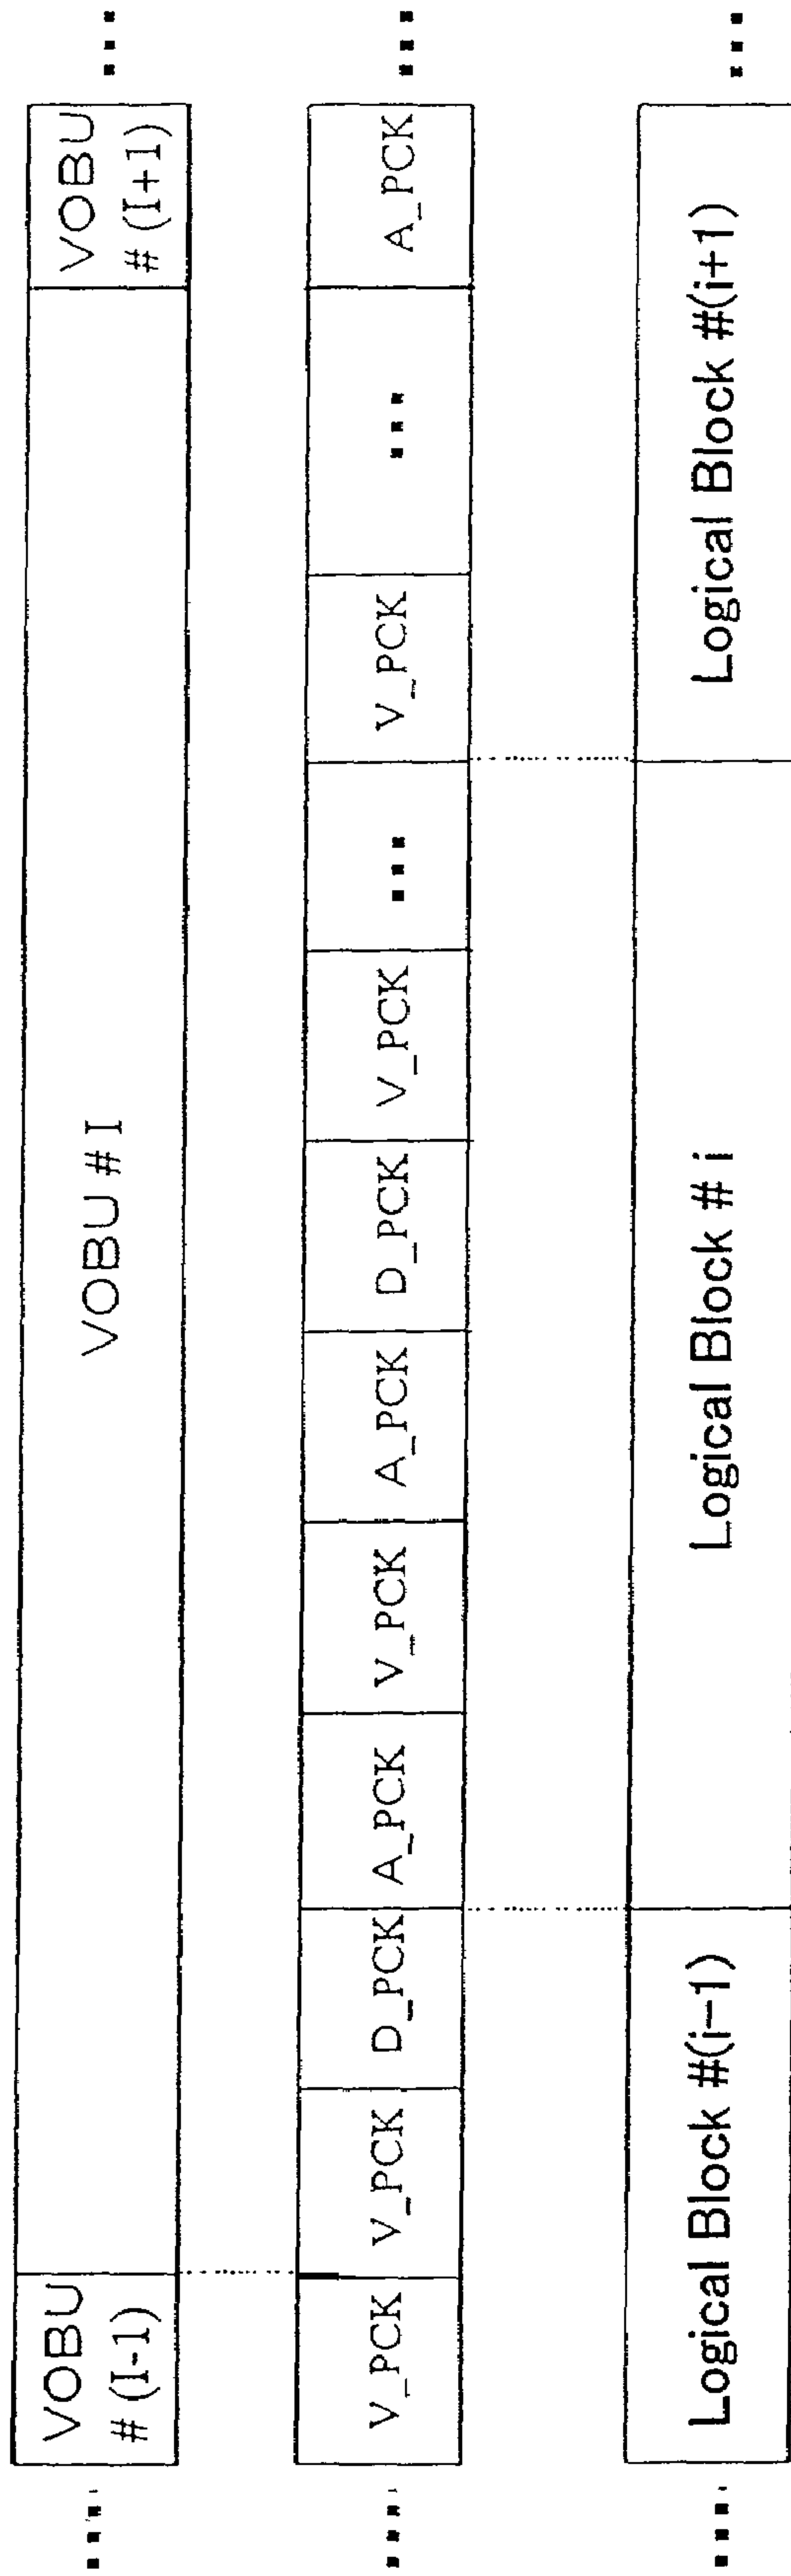 VOBU
# (I-1)
VOBU # I
VOBU
# (I+1)
V_PCK
V_PCK
D_PCK
A_PCK
V_PCK
A_PCK
D_PCK
V_PCK
...
V_PCK
...
A_PCK
Logical Block #(i-1)
Logical Block # i
Logical Block #(i+1)